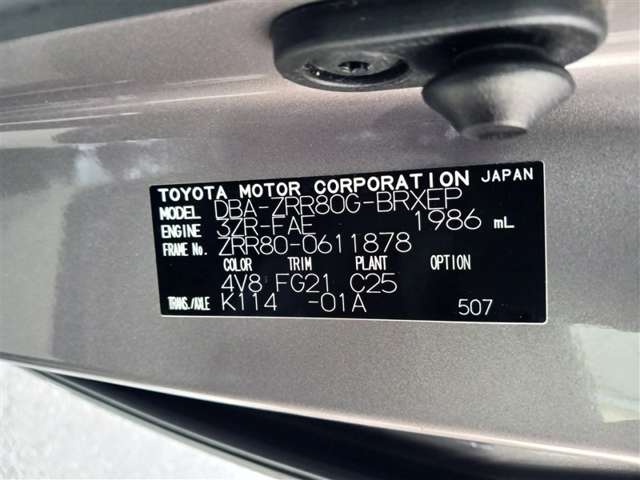 TOYOTA MOTOR CORPORATION JAPAN
MODEL DBA-ZRR80G-BRXEP
ENGINE 3ZR-FAE 1986 mL
FRAME No. ZRR80-0611878
COLOR TRIM PLANT OPTION
4V8 FG21 C25
TRANS./AXLE K114 -01A 507